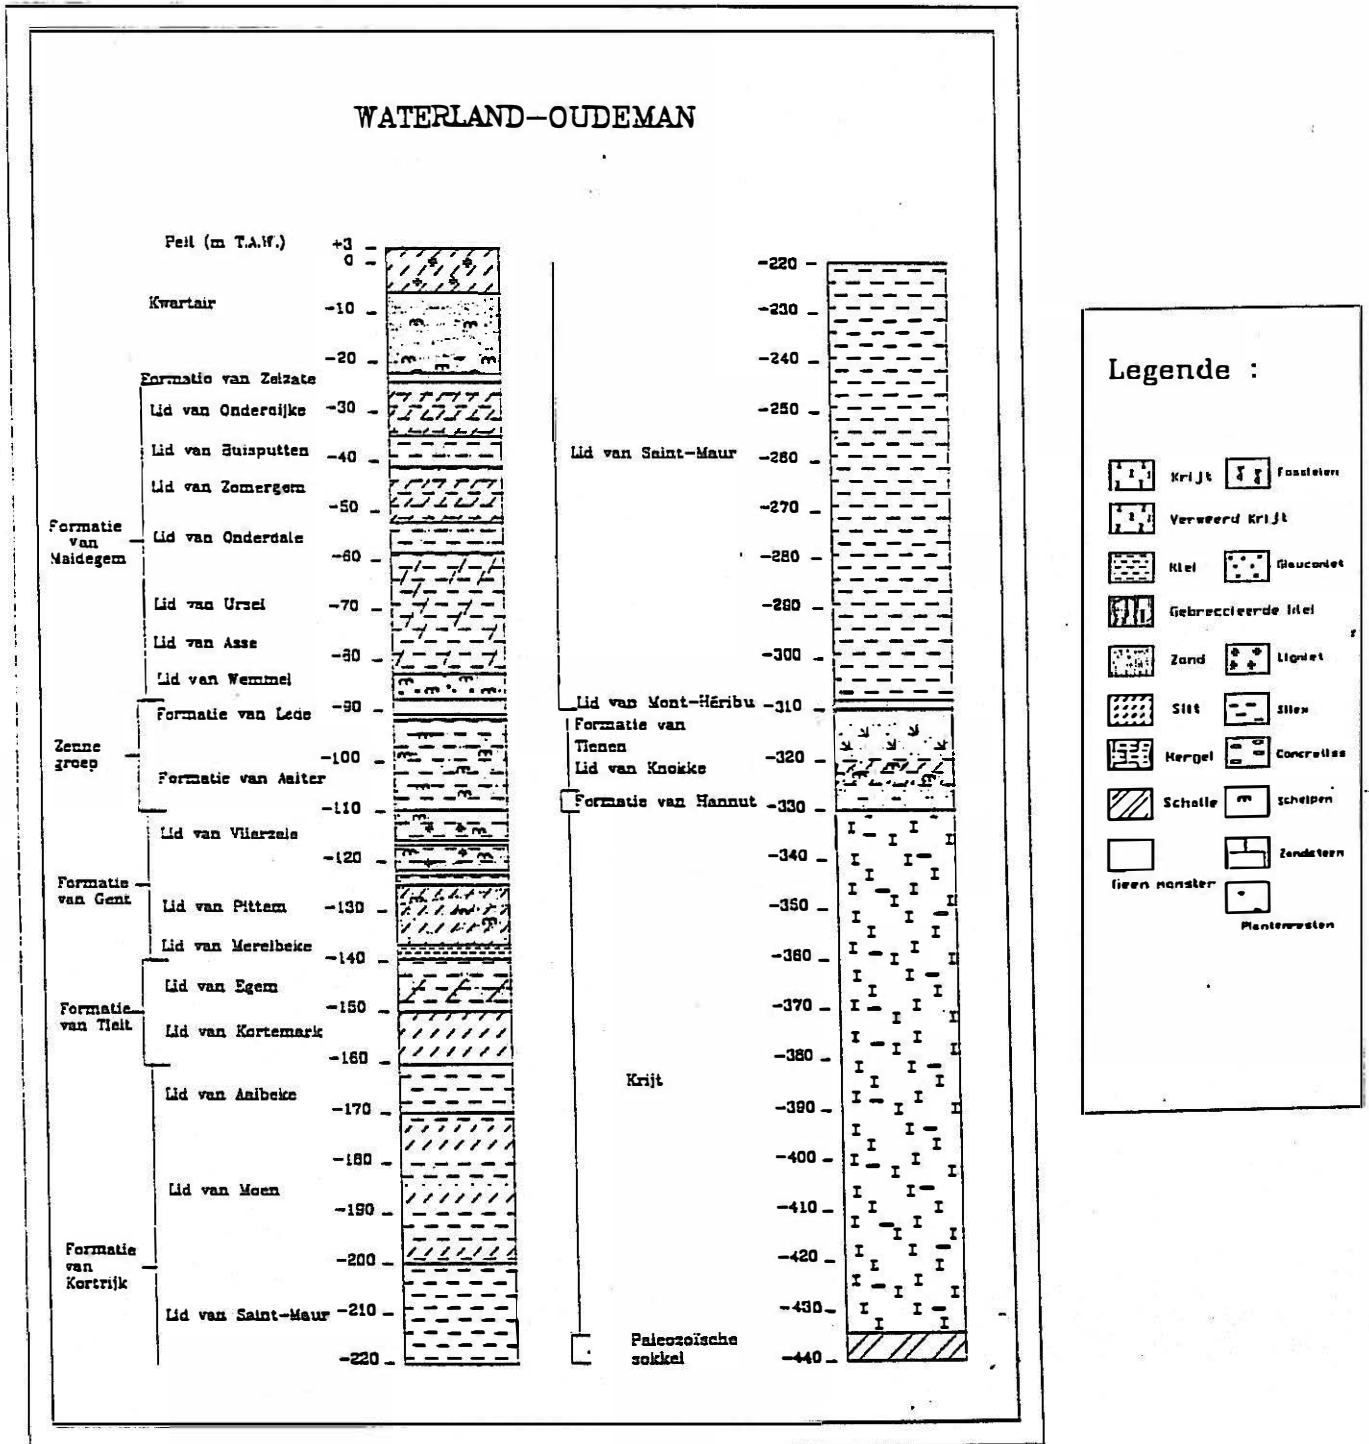 WATERLAND-OUDEMAN
Peil (m T.A.W.)
+3
0
Kwartair
-10
-20
Formatie van Zelzate
Lid van Onderdijke
-30
Lid van Buisputten
-40
Lid van Zomergem
-50
Formatie
van
Maldegem
Lid van Onderdale
-60
Lid van Ursel
-70
Lid van Asse
-80
Lid van Wemmel
-90
Formatie van Lede
Zenne
groep
-100
Formatie van Aalter
-110
Lid van Vlierzele
-120
Formatie
van Gent
Lid van Pittem
-130
Lid van Merelbeke
-140
Lid van Egem
-150
Formatie
van Tielt
Lid van Kortemark
-160
Lid van Aalbeke
-170
-180
Lid van Moen
-190
-200
Formatie
van
Kortrijk
Lid van Saint-Maur
-210
-220
-220
-230
-240
-250
Lid van Saint-Maur
-260
-270
-280
-290
-300
Lid van Mont-Héribu
-310
Formatie van
Tienen
-320
Lid van Knokke
Formatie van Hannut
-330
-340
-350
-360
-370
-380
Krijt
-390
-400
-410
-420
-430
Paleozoïsche
sokkel
-440
Legende :
Krijt
Fossielen
Verweerd Krijt
Klei
Glauconiet
Gebreccieerde klei
Zand
Ligniet
Silt
Silex
Mergel
Concreties
Schalie
Schelpen
Zandsteen
Geen monster
Plantenresten